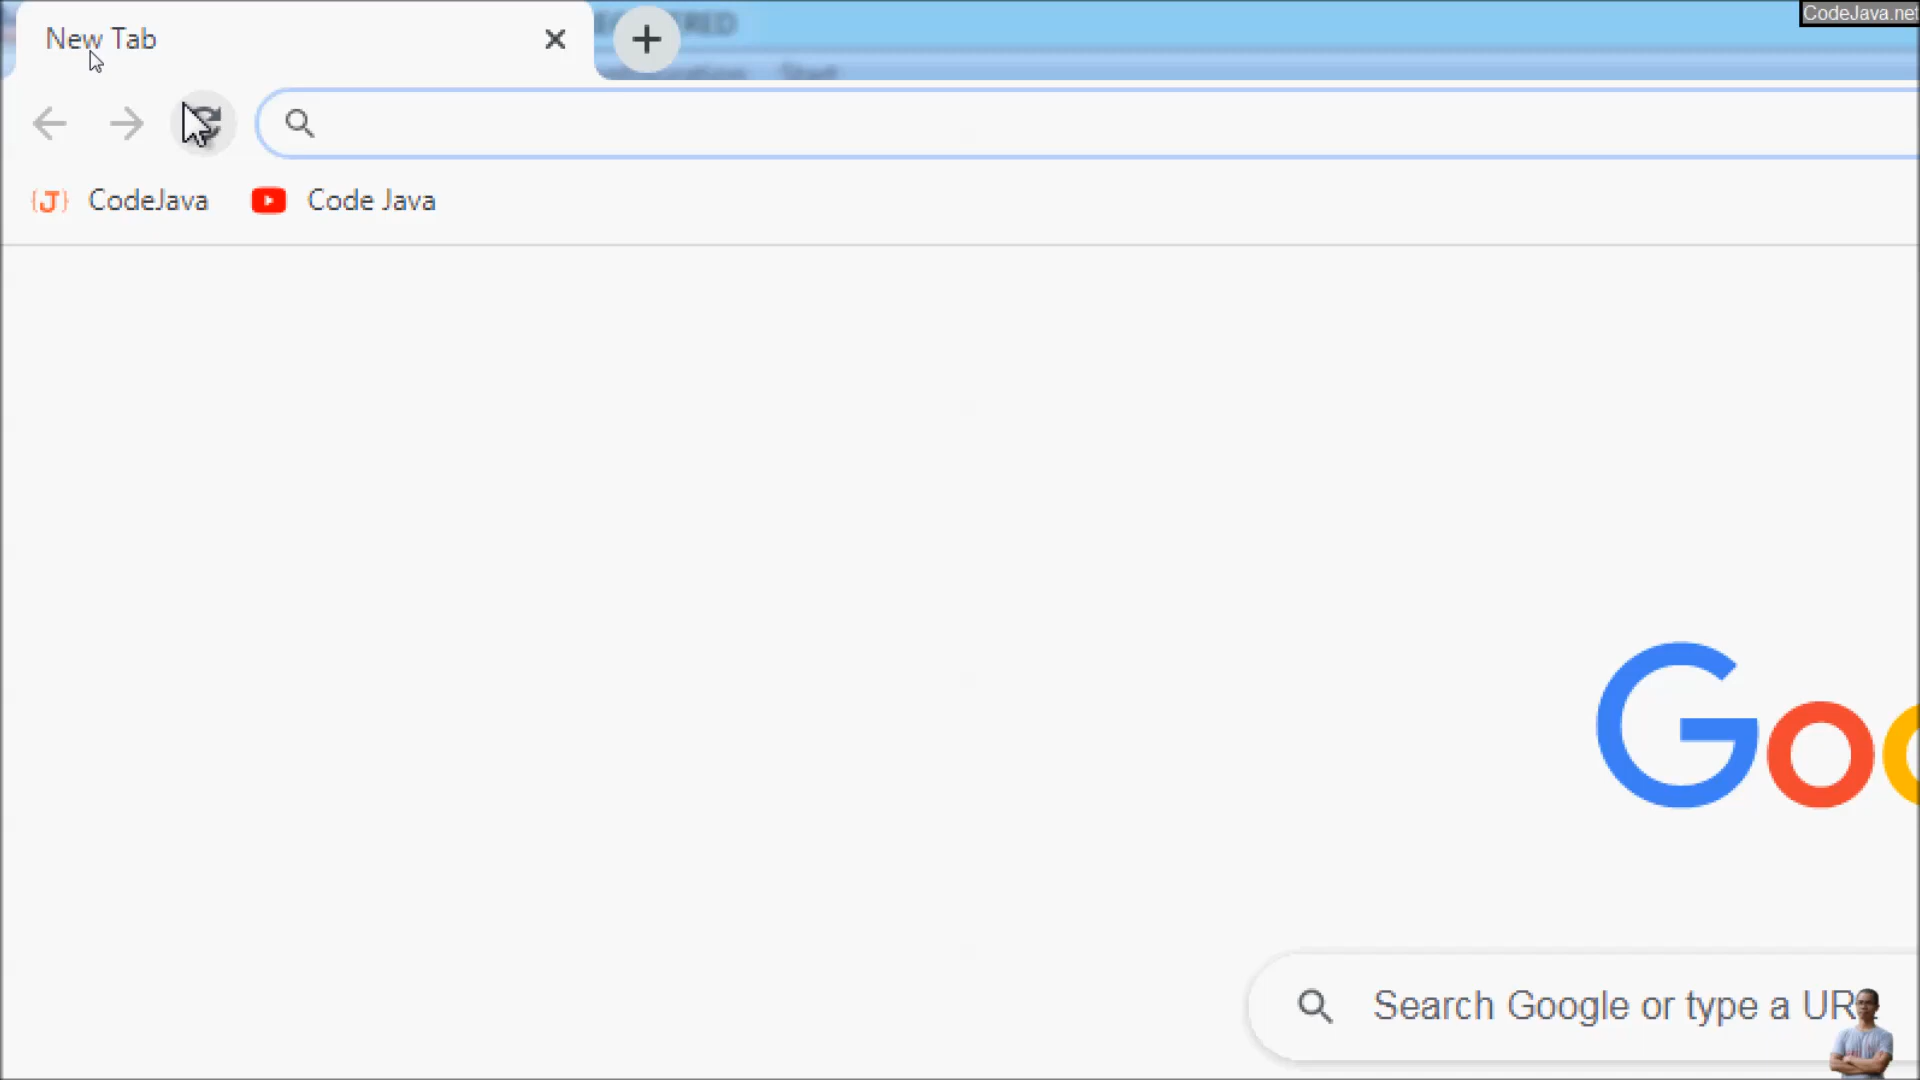 New Tab
CodeJava.net
CodeJava
Code Java
Goo
Search Google or type a UR